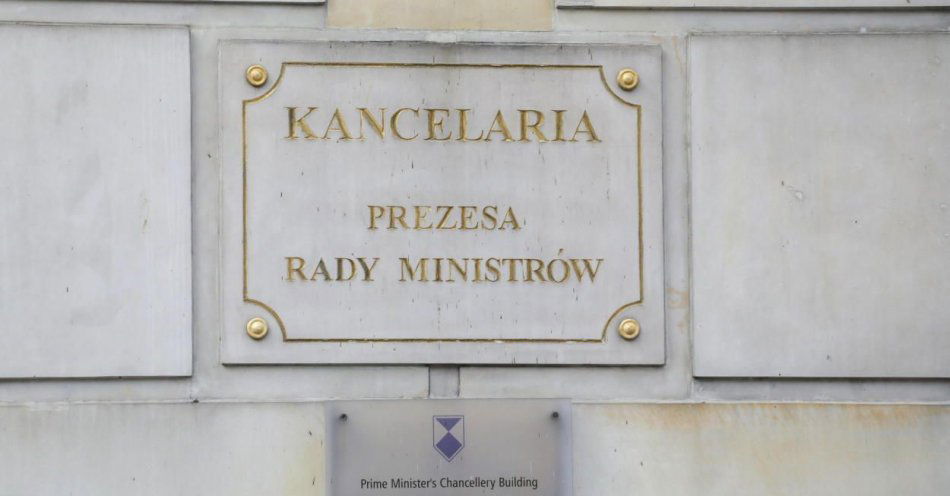 KANCELARIA
PREZESA
RADY MINISTRÓW
Prime Minister's Chancellery Building